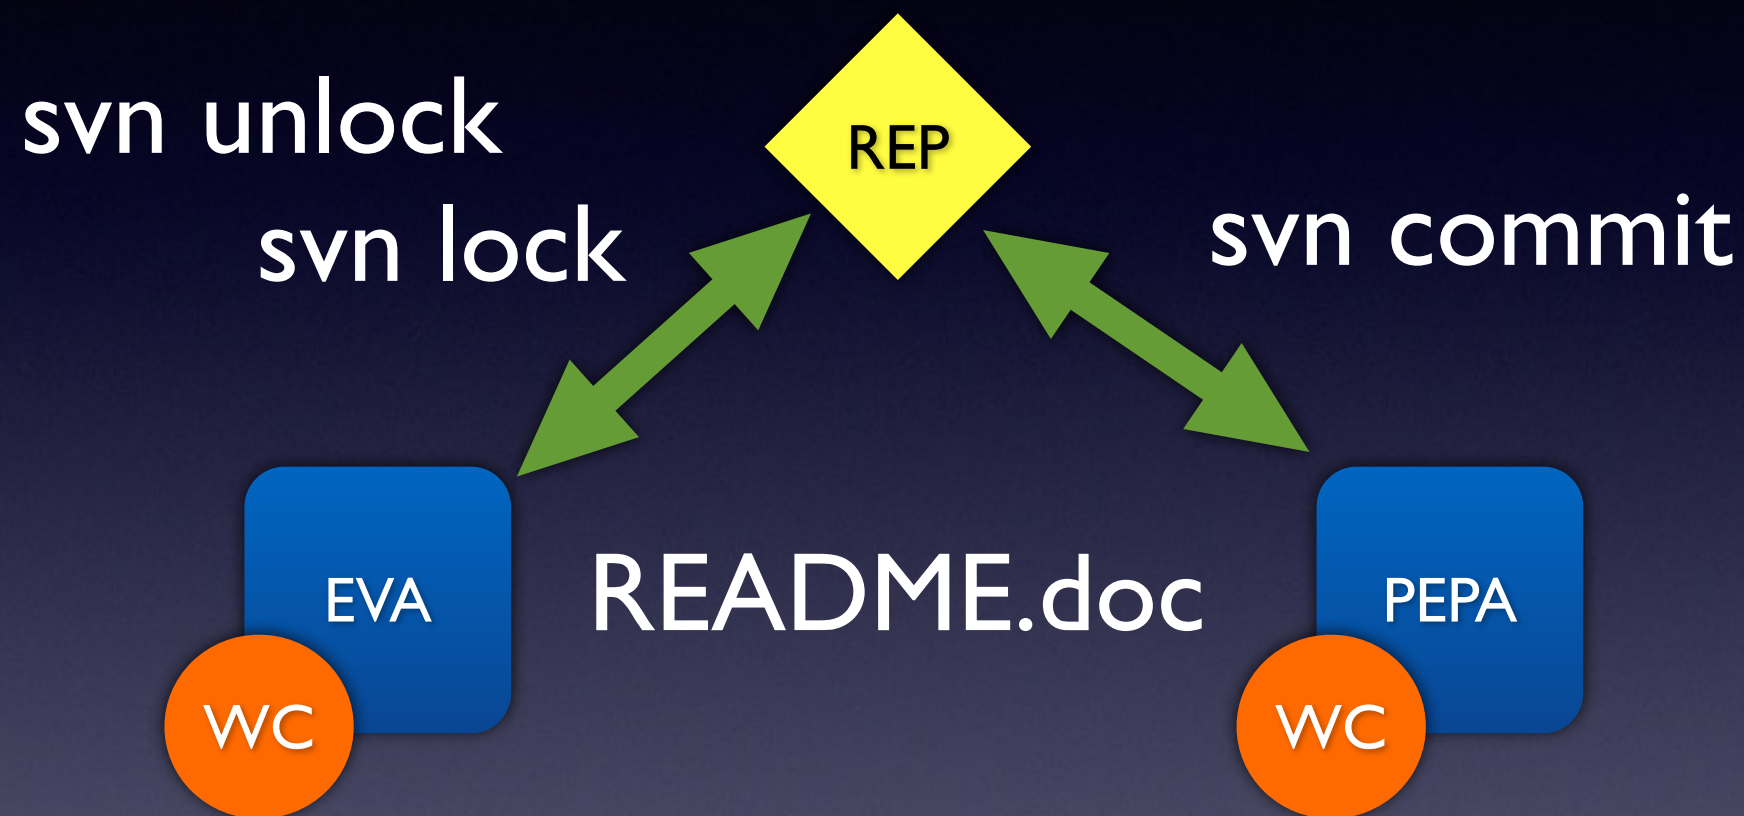 svn unlock
REP
svn lock
svn commit
EVA
README.doc
PEPA
WC
WC